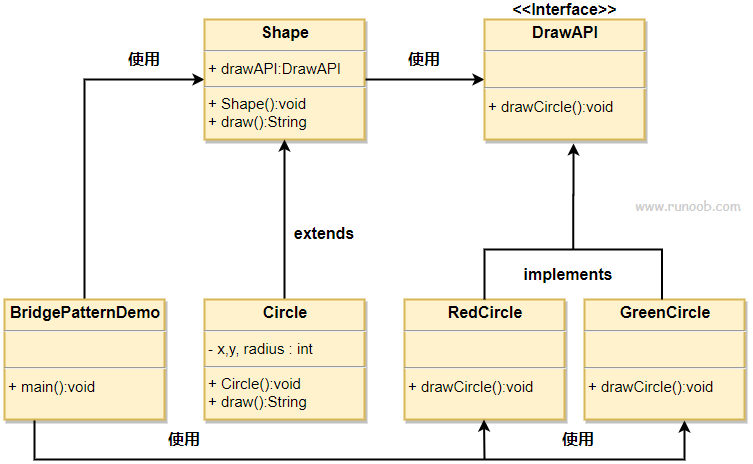 <<Interface>>
Shape
+ drawAPI:DrawAPI
+ Shape():void
+ draw():String
使用
使用
DrawAPI
+ drawCircle():void
www.runoob.com
extends
implements
BridgePatternDemo
+ main():void
Circle
- x,y, radius : int
+ Circle():void
+ draw():String
RedCircle
+ drawCircle():void
GreenCircle
+ drawCircle():void
使用
使用